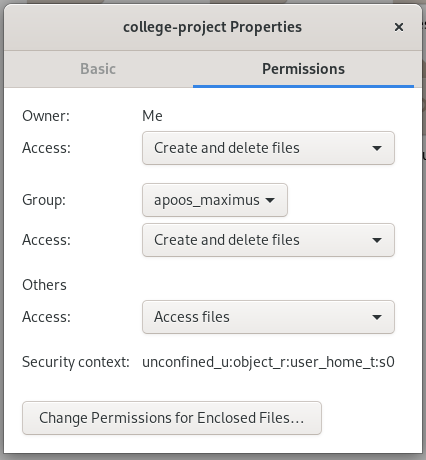 college-project Properties
Basic Permissions
Owner: Me
Access: Create and delete files
Group: apoos_maximus
Access: Create and delete files
Others
Access: Access files
Security context: unconfined_u:object_r:user_home_t:s0
Change Permissions for Enclosed Files…